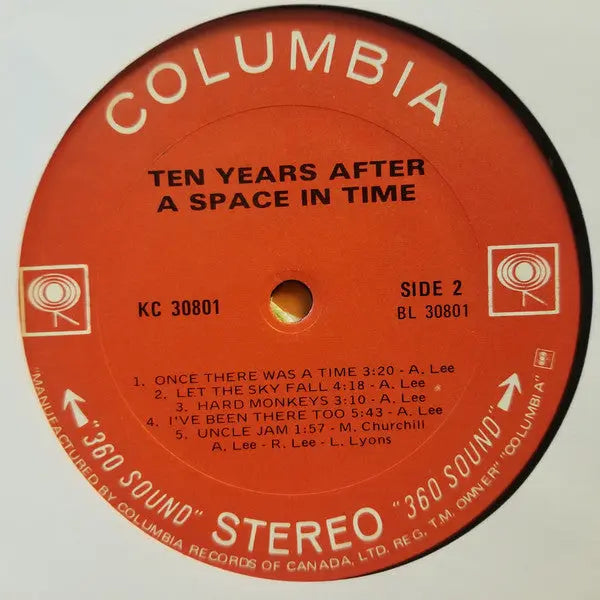 COLUMBIA
TEN YEARS AFTER
A SPACE IN TIME
KC 30801
SIDE 2
BL 30801
1. ONCE THERE WAS A TIME 3:20 - A. Lee
2. LET THE SKY FALL 4:18 - A. Lee
3. HARD MONKEYS 3:10 - A. Lee
4. I'VE BEEN THERE TOO 5:43 - A. Lee
5. UNCLE JAM 1:57 - M. Churchill
A. Lee - R. Lee - L. Lyons
"360 SOUND" STEREO "360 SOUND"
"MANUFACTURED BY COLUMBIA RECORDS OF CANADA, LTD. REG. T.M. OWNER" "COLUMBIA"